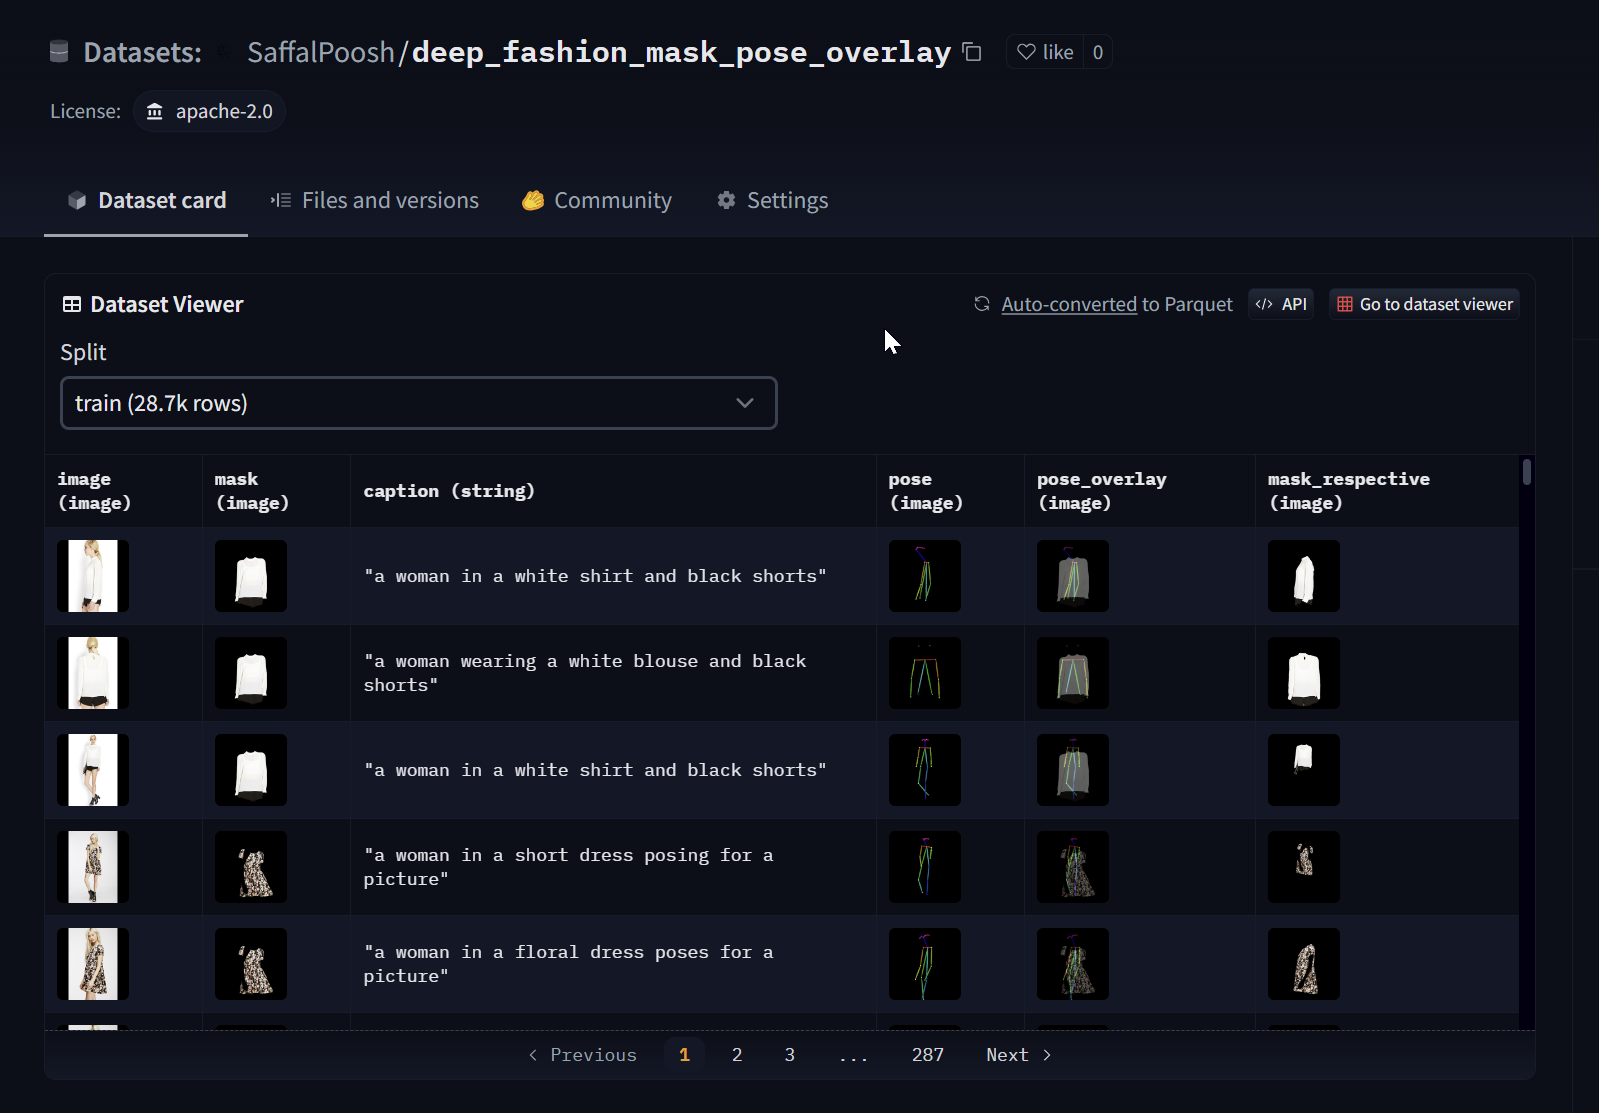 Datasets: SaffalPoosh/deep_fashion_mask_pose_overlay like 0
License: apache-2.0
Dataset card Files and versions Community Settings
Dataset Viewer Auto-converted to Parquet </> API Go to dataset viewer
Split
train (28.7k rows)
image (image) mask (image) caption (string) pose (image) pose_overlay (image) mask_respective (image)
"a woman in a white shirt and black shorts"
"a woman wearing a white blouse and black
shorts"
"a woman in a white shirt and black shorts"
"a woman in a short dress posing for a
picture"
"a woman in a floral dress poses for a
picture"
< Previous 1 2 3 ... 287 Next >